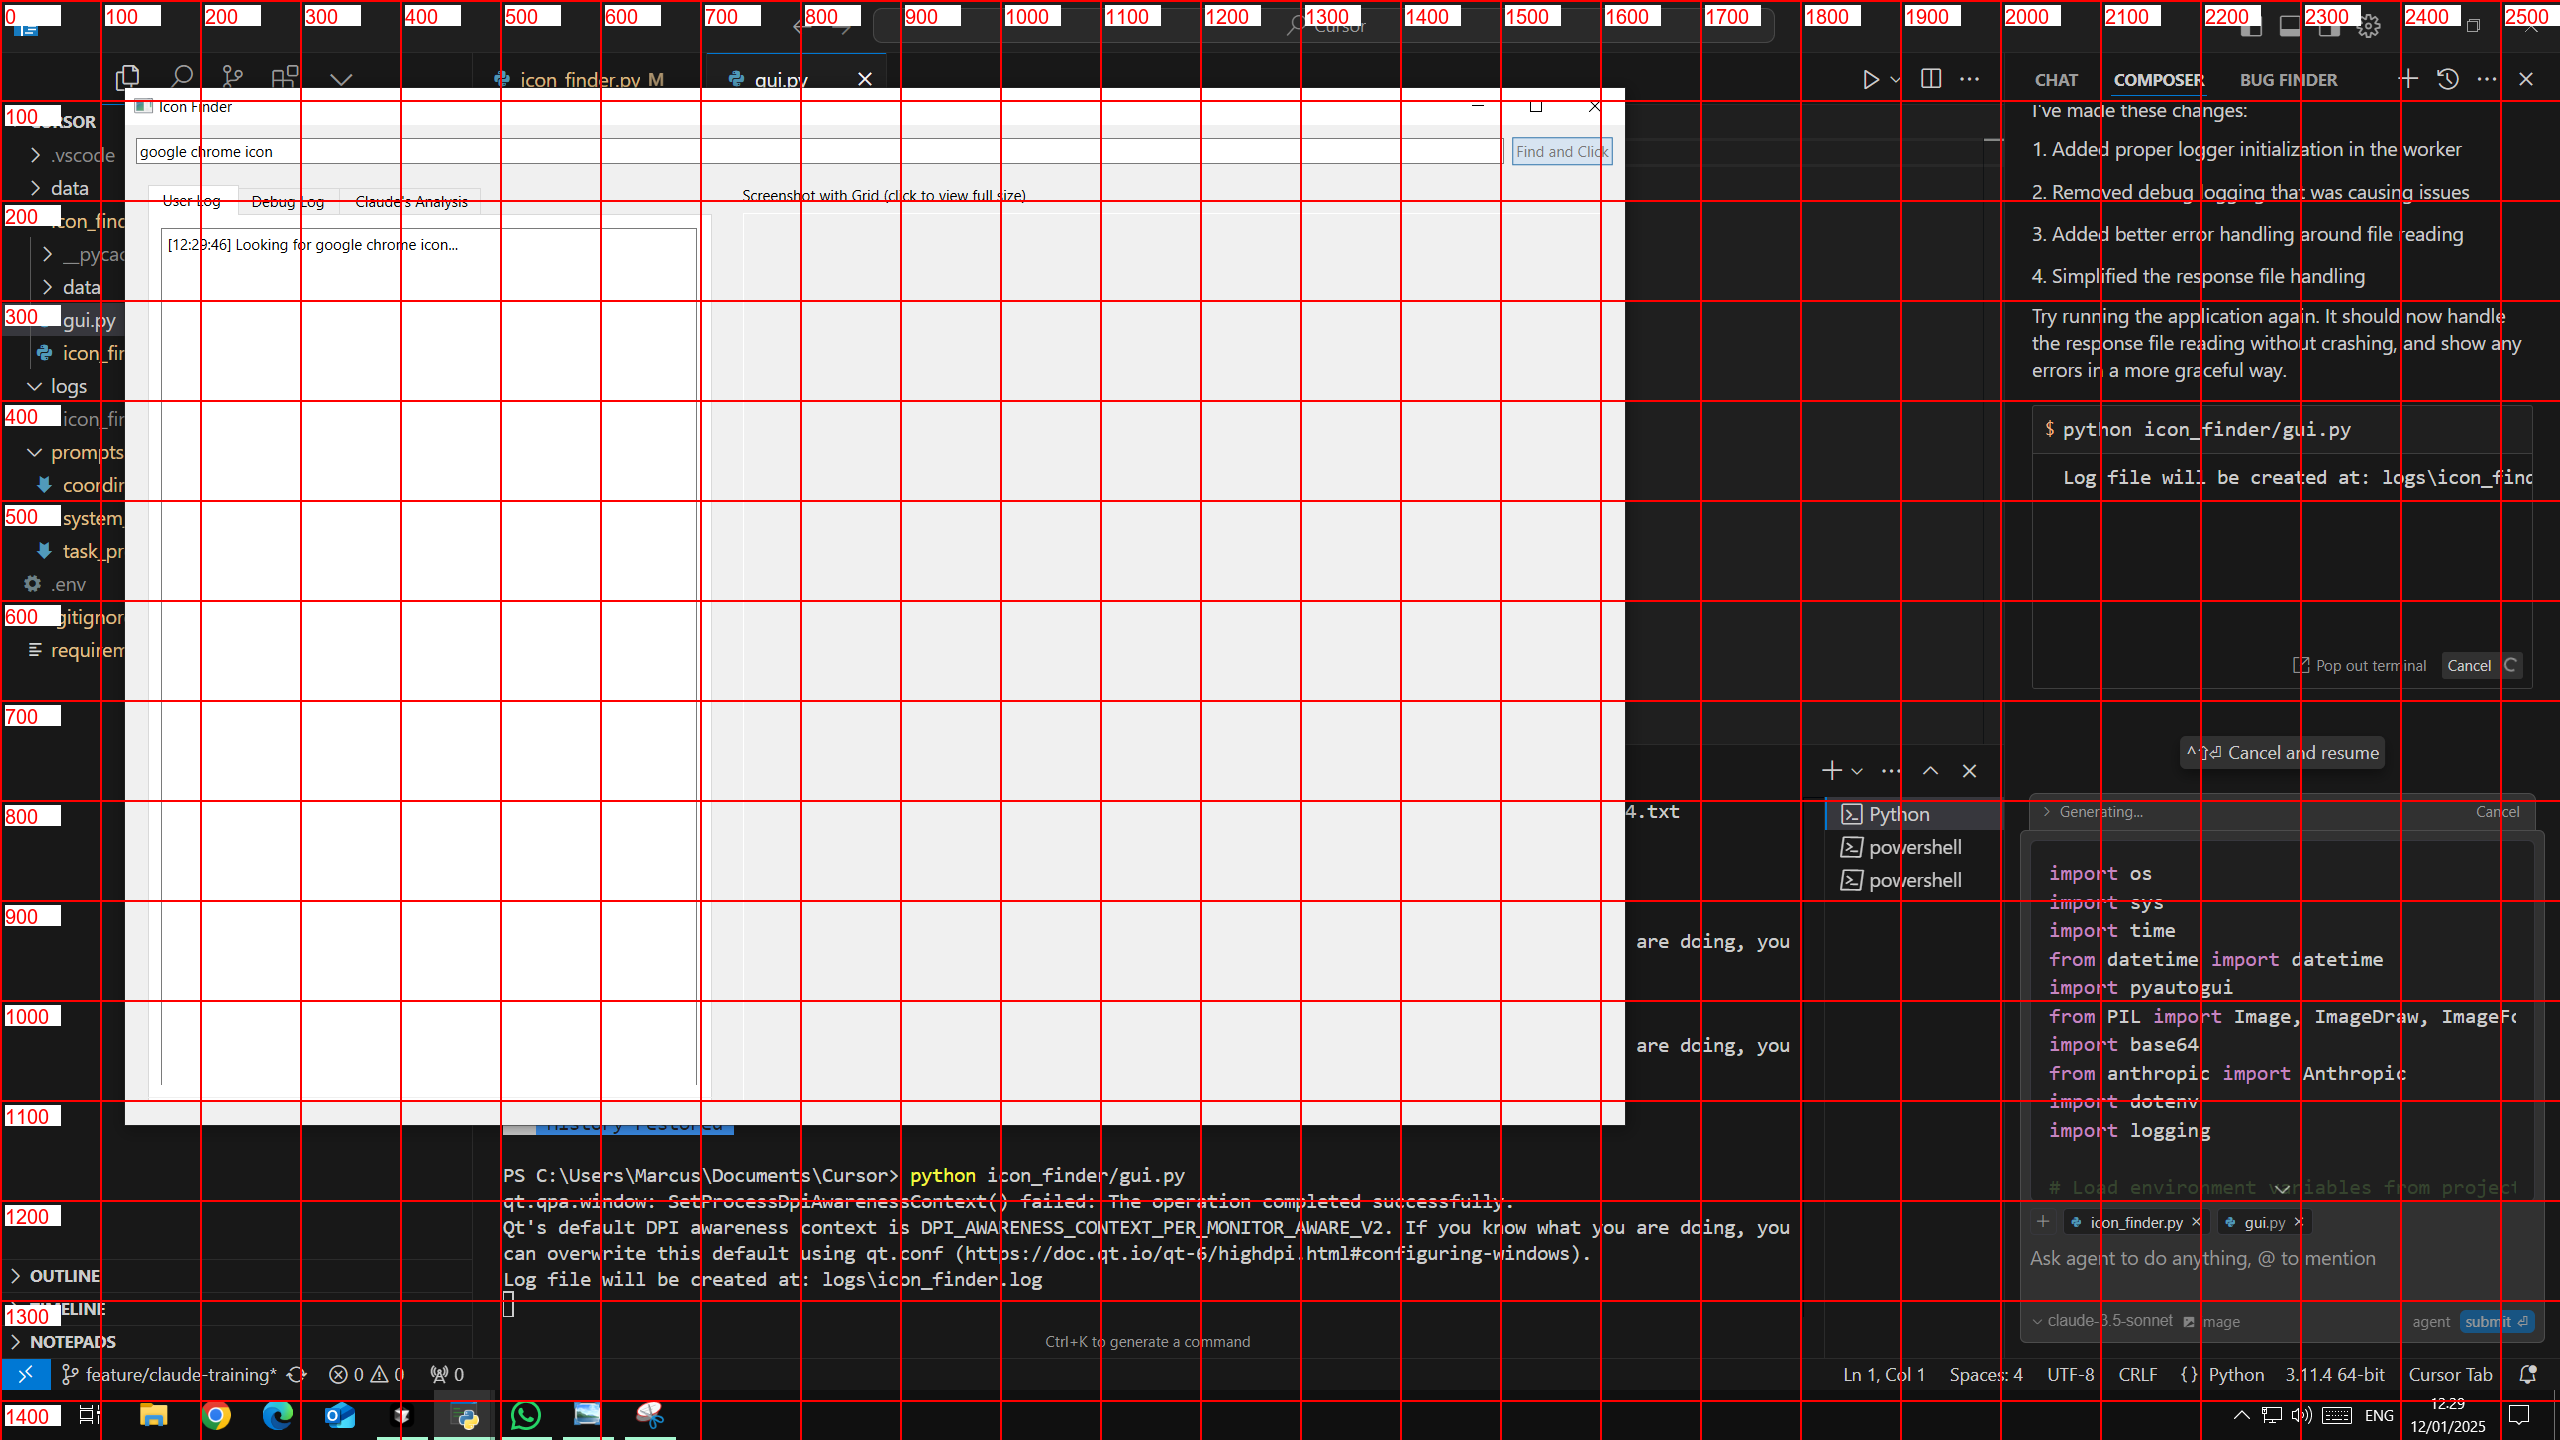 0 100 200 300 400 500 600 700 800 900 1000 1100 1200 1300 1400 1500 1600 1700 1800 1900 2000 2100 2200 2300 2400 2500
Cursor
icon_finder.py M
gui.py
CHAT COMPOSER BUG FINDER
Icon Finder
google chrome icon
Find and Click
User Log
Debug Log
Claude's Analysis
Screenshot with Grid (click to view full size)
[12:29:46] Looking for google chrome icon...
100
200
300
400
500
600
700
800
900
1000
1100
1200
1300
1400
.vscode
data
__pycac
data
gui.py
icon_fir
logs
icon_fir
prompts
coordir
system_
task_pr
.env
gitignor
requirem
OUTLINE
NOTEPADS
I've made these changes:
1. Added proper logger initialization in the worker
2. Removed debug logging that was causing issues
3. Added better error handling around file reading
4. Simplified the response file handling
Try running the application again. It should now handle
the response file reading without crashing, and show any
errors in a more graceful way.
$ python icon_finder/gui.py
Log file will be created at: logs\icon_find
Pop out terminal
Cancel
Cancel and resume
Generating...
Cancel
4.txt
Python
powershell
powershell
are doing, you
are doing, you
import os
import sys
import time
from datetime import datetime
import pyautogui
from PIL import Image, ImageDraw, ImageFo
import base64
from anthropic import Anthropic
import dotenv
import logging
# Load environment variables from project
icon_finder.py
gui.py
Ask agent to do anything, @ to mention
claude-3.5-sonnet
mage
agent
submit
History restored
PS C:\Users\Marcus\Documents\Cursor> python icon_finder/gui.py
qt.qpa.window: SetProcessDpiAwarenessContext() failed: The operation completed successfully.
Qt's default DPI awareness context is DPI_AWARENESS_CONTEXT_PER_MONITOR_AWARE_V2. If you know what you are doing, you
can overwrite this default using qt.conf (https://doc.qt.io/qt-6/highdpi.html#configuring-windows).
Log file will be created at: logs\icon_finder.log
Ctrl+K to generate a command
feature/claude-training*
0 0
0
Ln 1, Col 1
Spaces: 4
UTF-8
CRLF
{ } Python
3.11.4 64-bit
Cursor Tab
ENG
12:29
12/01/2025